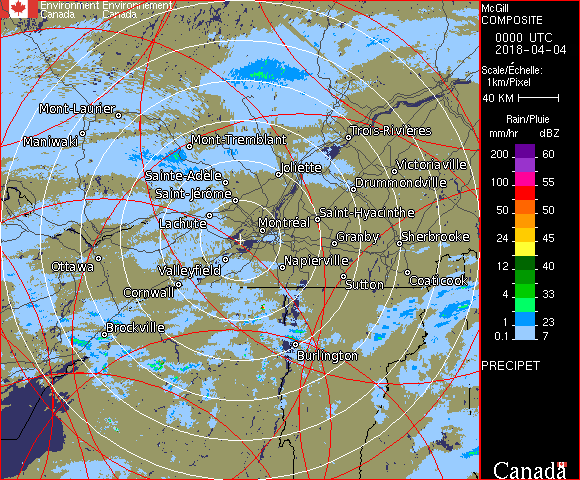 Environment Environnement
Canada Canada
McGill
COMPOSITE
0000 UTC
2018-04-04
Scale/Échelle:
1km/Pixel
40 KM
Rain/Pluie
mm/hr dBZ
200 60
100 55
50 50
24 45
12 40
4 33
1 23
0.1 7
PRECIPET
Canada
Mont-Laurier
Maniwaki
Mont-Tremblant
Trois-Rivières
Sainte-Adèle
Joliette
Victoriaville
Saint-Jérôme
Drummondville
Lachute
Montréal
Saint-Hyacinthe
Granby
Sherbrooke
Ottawa
Valleyfield
Napierville
Cornwall
Sutton
Coaticook
Brockville
Burlington